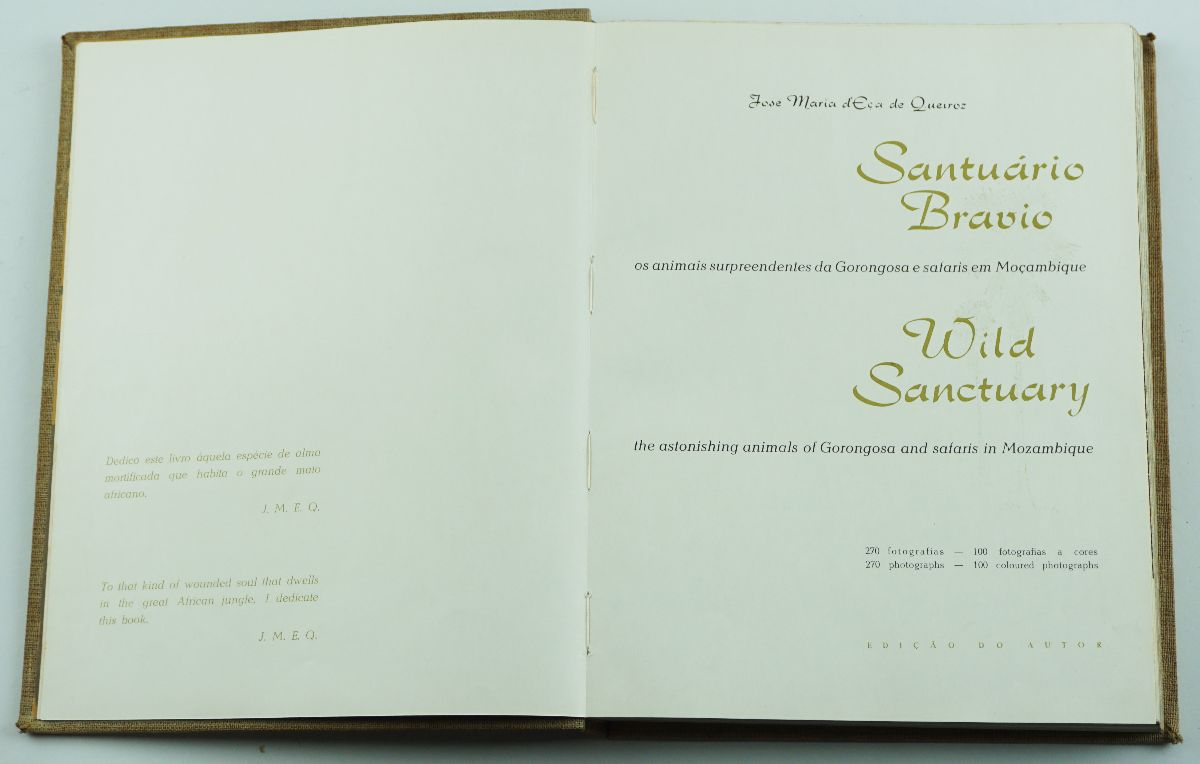 Dedico este livro àquela espécie de alma
mortificada que habita o grande mato
africano.
J. M. E. Q.
To that kind of wounded soul that dwells
in the great African jungle, I dedicate
this book.
J. M. E. Q.
José Maria d'Eça de Queiroz
Santuário
Bravio
os animais surpreendentes da Gorongosa e safaris em Moçambique
Wild
Sanctuary
the astonishing animals of Gorongosa and safaris in Mozambique
270 fotografias — 100 fotografias a cores
270 photographs — 100 coloured photographs
EDIÇÃO DO AUTOR